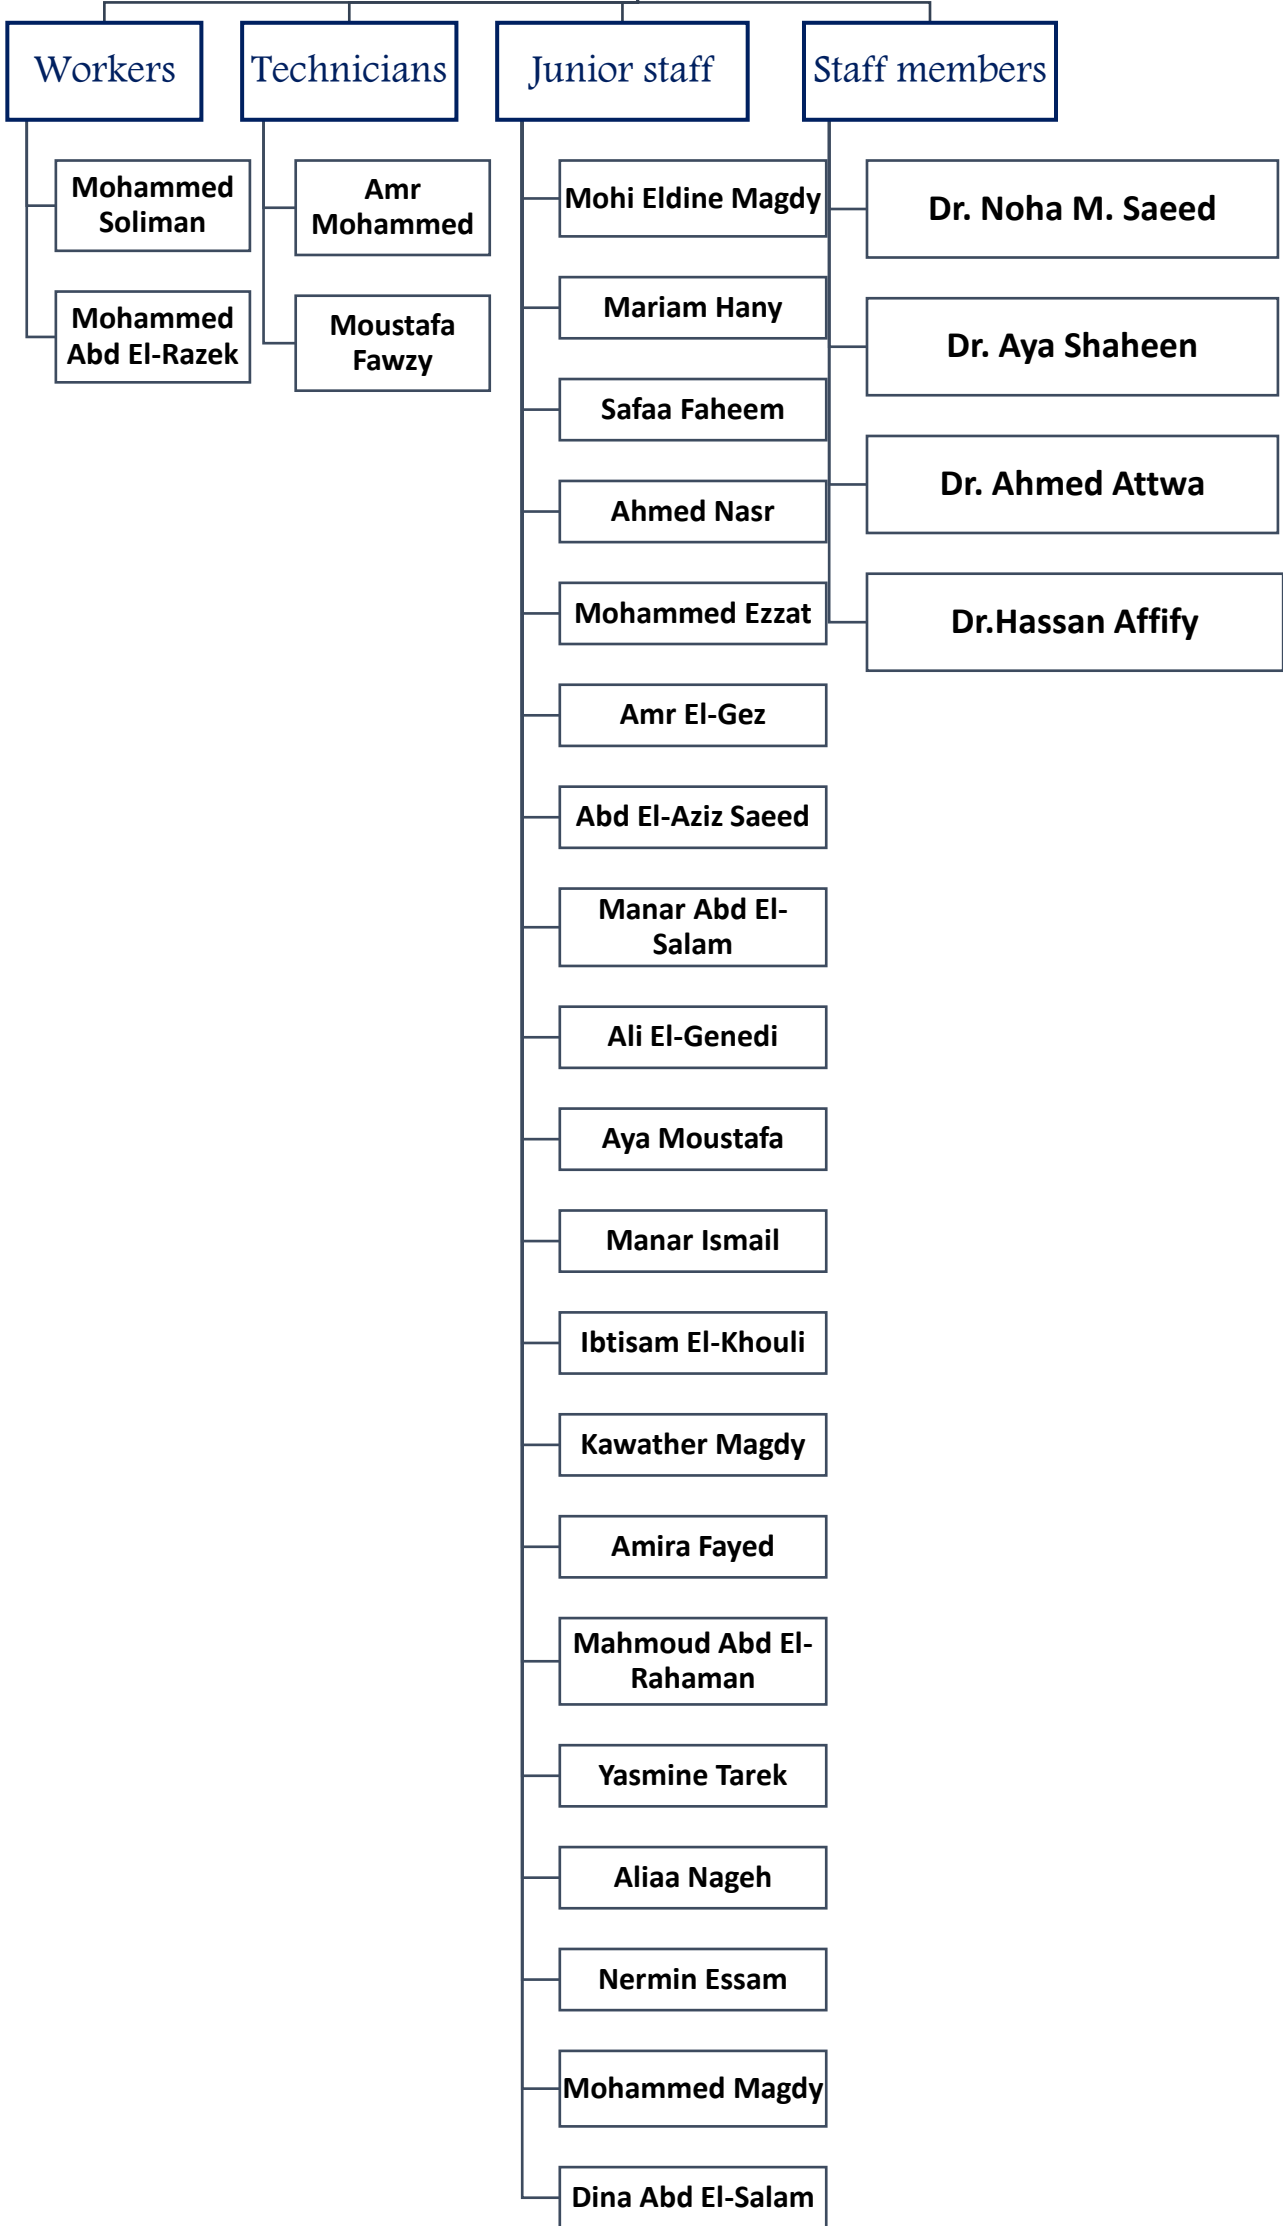 Workers
Technicians
Junior staff
Staff members
Mohammed
Soliman
Mohammed
Abd El-Razek
Amr
Mohammed
Moustafa
Fawzy
Mohi Eldine Magdy
Mariam Hany
Safaa Faheem
Ahmed Nasr
Mohammed Ezzat
Amr El-Gez
Abd El-Aziz Saeed
Manar Abd El-
Salam
Ali El-Genedi
Aya Moustafa
Manar Ismail
Ibtisam El-Khouli
Kawather Magdy
Amira Fayed
Mahmoud Abd El-
Rahaman
Yasmine Tarek
Aliaa Nageh
Nermin Essam
Mohammed Magdy
Dina Abd El-Salam
Dr. Noha M. Saeed
Dr. Aya Shaheen
Dr. Ahmed Attwa
Dr.Hassan Affify